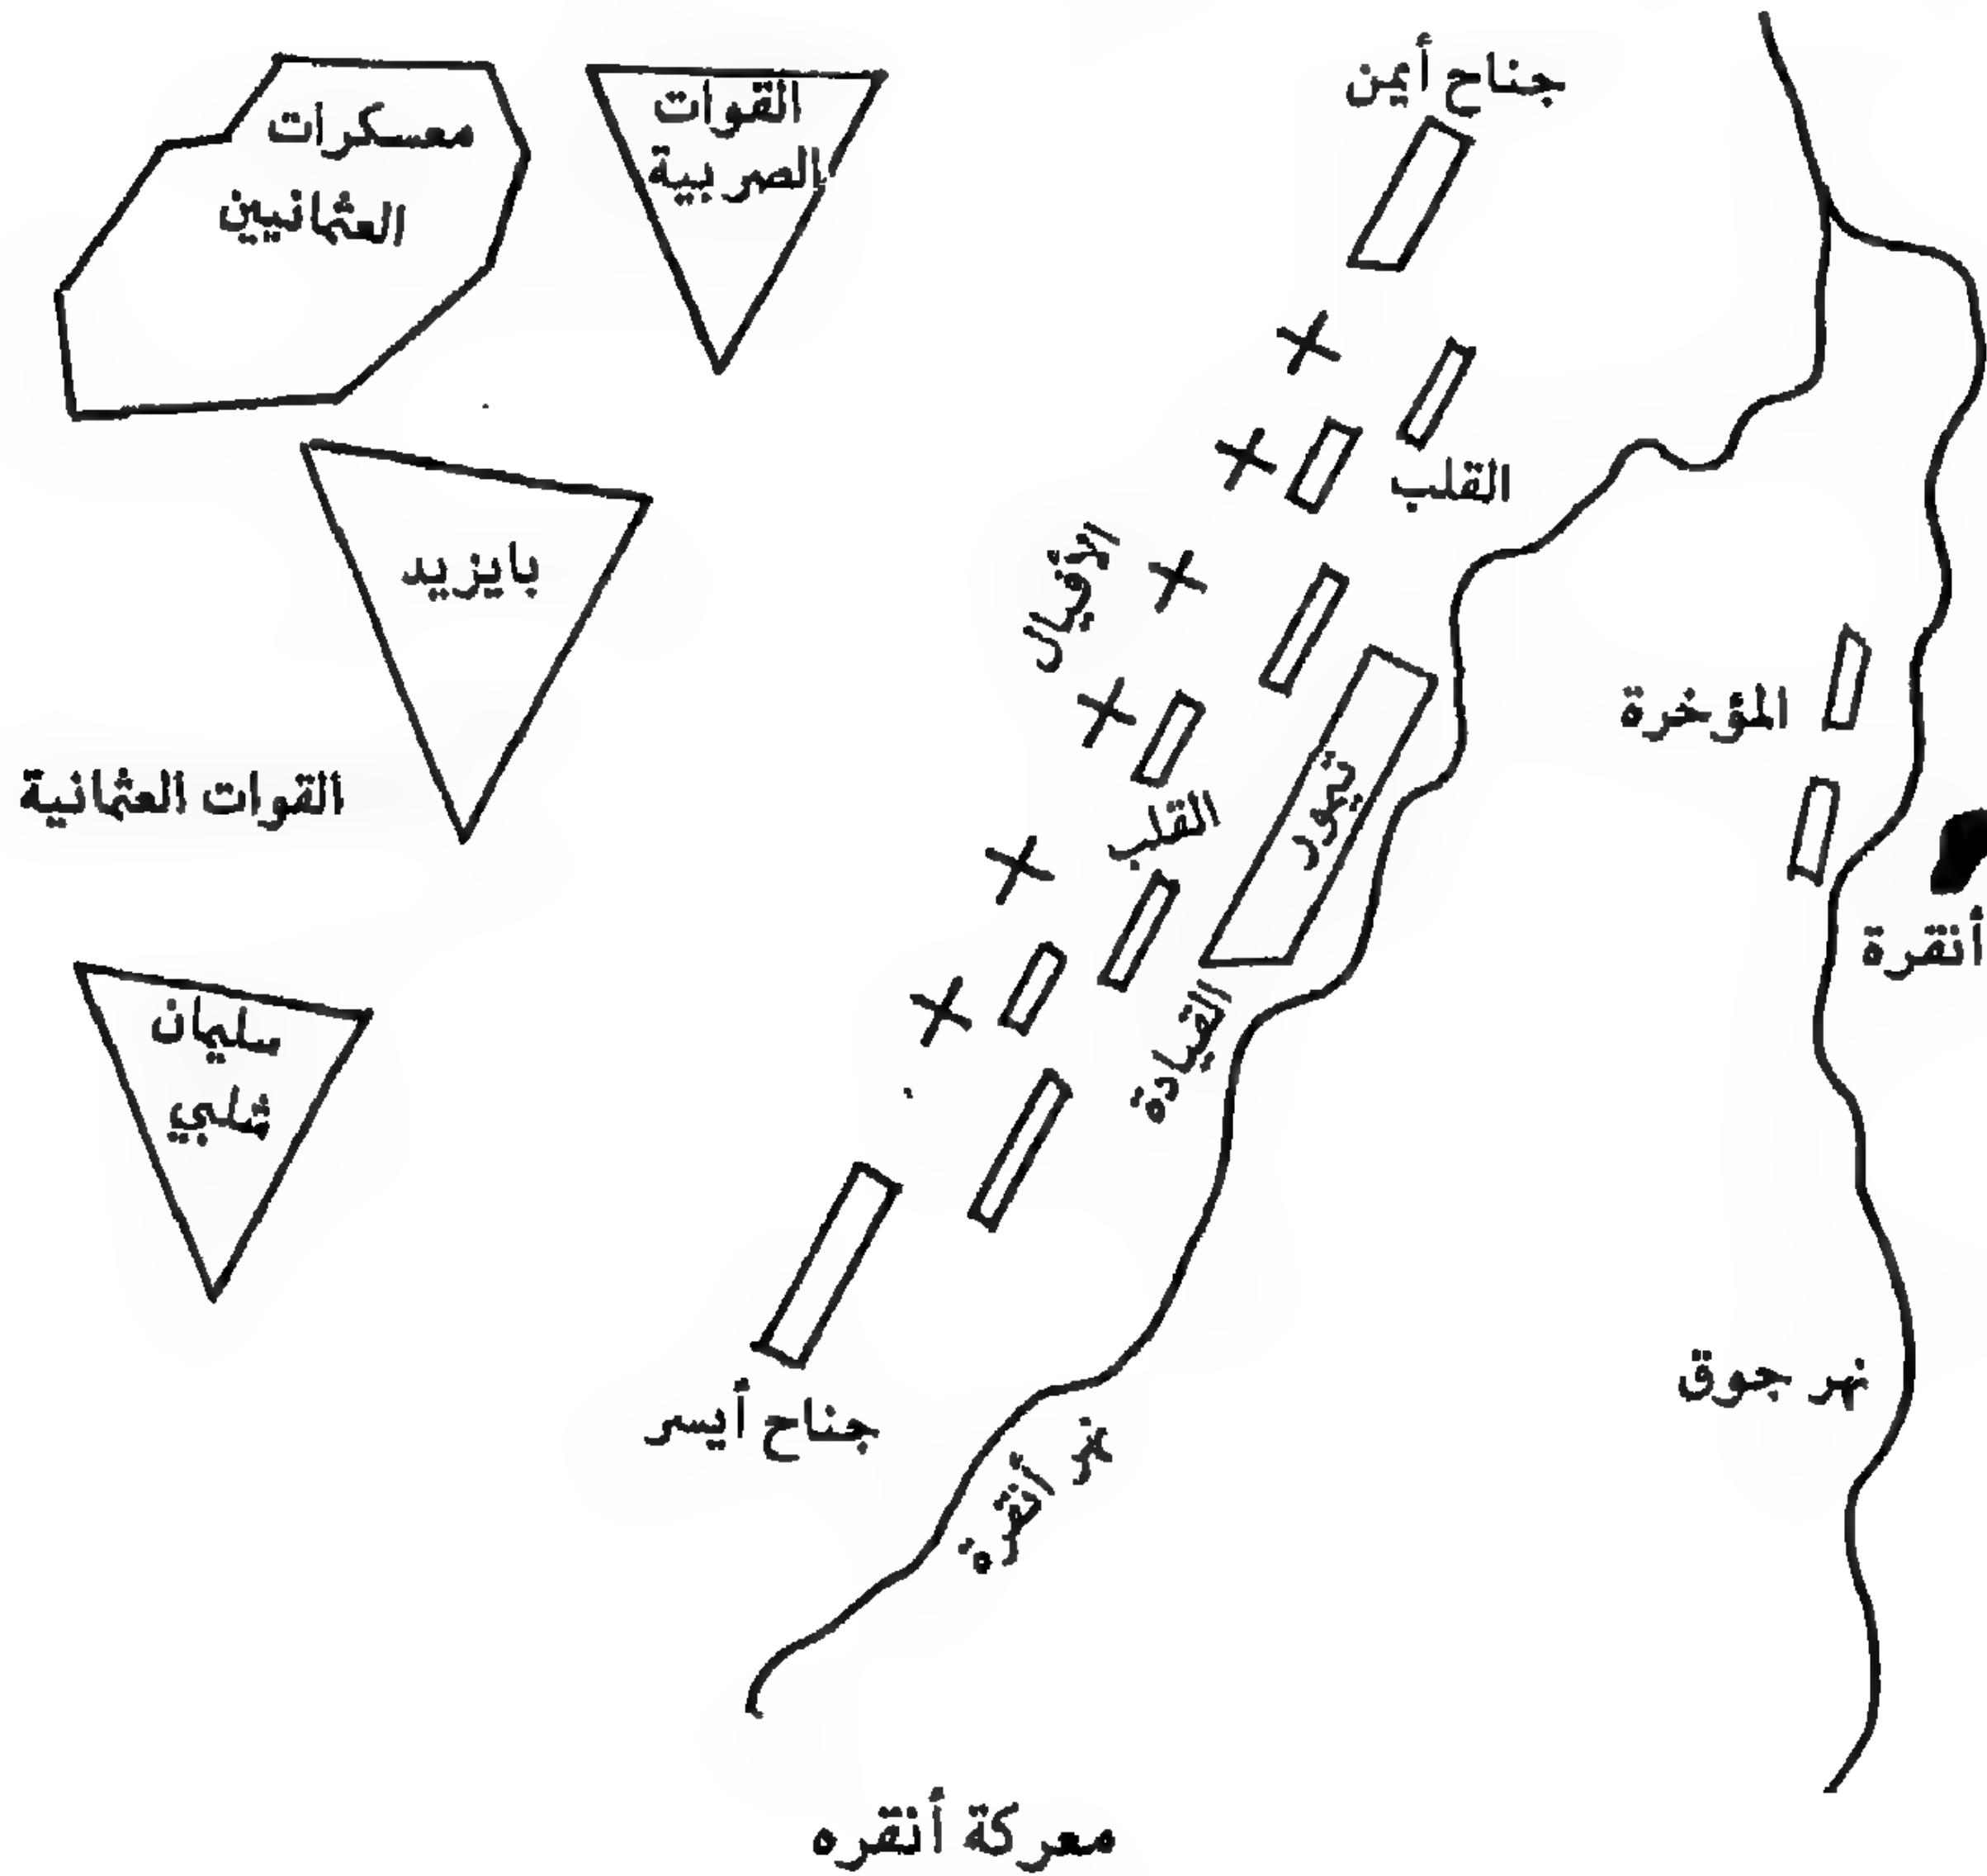 جناح أيمن
القوات
الصربية
معسكرات
العثمانيين
القلب
الأفيال
بايزيد
المؤخرة
تيمور
القوات العثمانية
القلب
أنقرة
القيادة
سليمان
شلبي
نهر جوق
جناح أيسر
نهر أنقرة
معركة أنقره